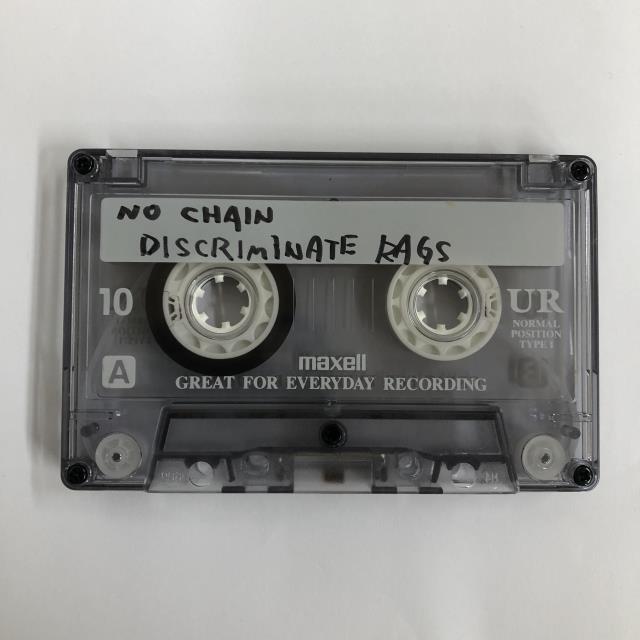 NO CHAIN
DISCRIMINATE RAGS
10
UR
NORMAL
POSITION
TYPE I
A
maxell
GREAT FOR EVERYDAY RECORDING